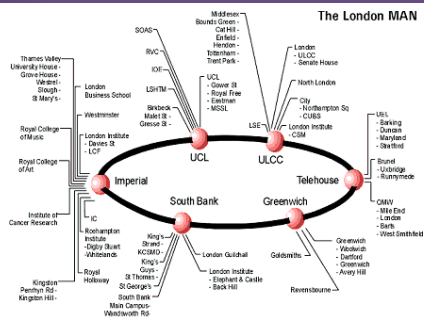 The London MAN
Middlesex
Bounds Green -
Cat Hill -
Enfield -
Hendon -
Tottenham -
Trent Park -
SOAS
RVC
IOE
LSHTM
Birkbeck
Malet St -
Gresse St -
UCL
- Gower St
- Royal Free
- Eastman
- MSSL
London
- ULCC
- Senate House
North London
City
- Northampton Sq
- CUBS
LSE
London Institute
- CSM
UCL
ULCC
Thames Valley
University House -
Grove House -
Westel -
Slough -
St Mary's -
London
Business School
Westminster
London Institute
- Davies St
- LCF
Royal College
of Music
Royal College
of Art
Imperial
Institute of
Cancer Research
IC
Roehampton
Institute
-Digby Stuart
-Whitelands
Royal
Holloway
Kingston
Penrhyn Rd -
Kingston Hill -
UEL
- Barking
- Duncan
- Maryland
- Stratford
Telehouse
Brunel
- Uxbridge
- Runnymede
QMW
- Mile End
- London
- Barts
- West Smithfield
South Bank
King's
Strand -
KCSMD -
King's
Guys -
St Thomas -
St George's
South Bank
Main Campus-
Wandsworth Rd-
London Guildhall
London Institute
- Elephant & Castle
- Back Hill
Greenwich
Goldsmiths
Ravensbourne
Greenwich
- Woolwich
- Dartford
- Greenwich
- Avery Hill